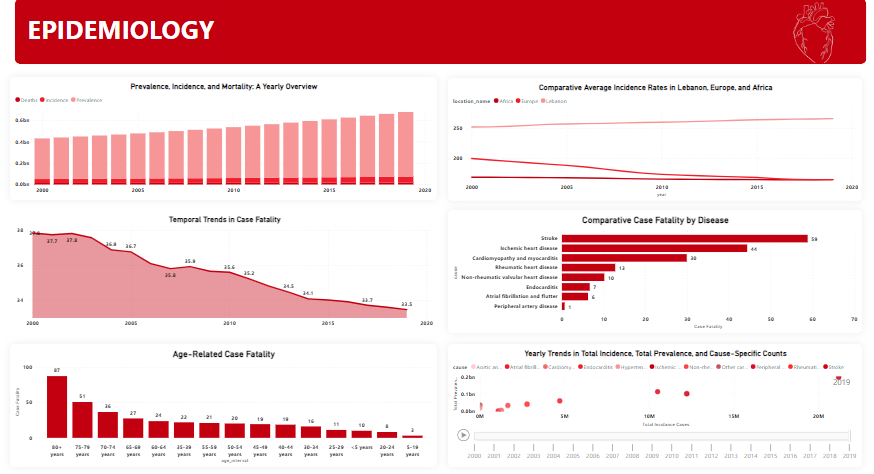 EPIDEMIOLOGY
Prevalence, Incidence, and Mortality: A Yearly Overview
Deaths Incidence Prevalence
0.6bn
0.4bn
0.2bn
0.0bn
2000 2005 2010 2015 2020
Comparative Average Incidence Rates in Lebanon, Europe, and Africa
location_name Africa Europe Lebanon
250
200
2000 2005 2010 2015 2020
year
Temporal Trends in Case Fatality
38
36
34
37.7 37.8 36.8 36.7 35.8 35.9 35.6 35.2 34.5 34.1 33.7 33.5
2000 2005 2010 2015 2020
Comparative Case Fatality by Disease
cause
Stroke 59
Ischemic heart disease 44
Cardiomyopathy and myocarditis 30
Rheumatic heart disease 13
Non-rheumatic valvular heart disease 10
Endocarditis 7
Atrial fibrillation and flutter 6
Peripheral artery disease 1
0 10 20 30 40 50 60 70
Case Fatality
Age-Related Case Fatality
Case Fatality
100
50
0
87 51 36 27 24 22 21 20 19 19 16 11 10 8 3
80+ 75-79 70-74 65-69 60-64 35-39 55-59 50-54 45-49 40-44 30-34 25-29 <5 years 20-24 5-19
years years years years years years years years years years years years years years
age_interval
Yearly Trends in Total Incidence, Total Prevalence, and Cause-Specific Counts
cause Aortic an... Atrial fibrill... Cardiomy... Endocarditis Hypertens... Ischemic ... Non-rhe... Other car... Peripheral ... Rheumati... Stroke
Total Prevalen...
0.2bn
0.1bn
0.0bn
2019
0M 5M 10M 15M 20M
Total Incidence Cases
2000 2001 2002 2003 2004 2005 2006 2007 2008 2009 2010 2011 2012 2013 2014 2015 2016 2017 2018 2019